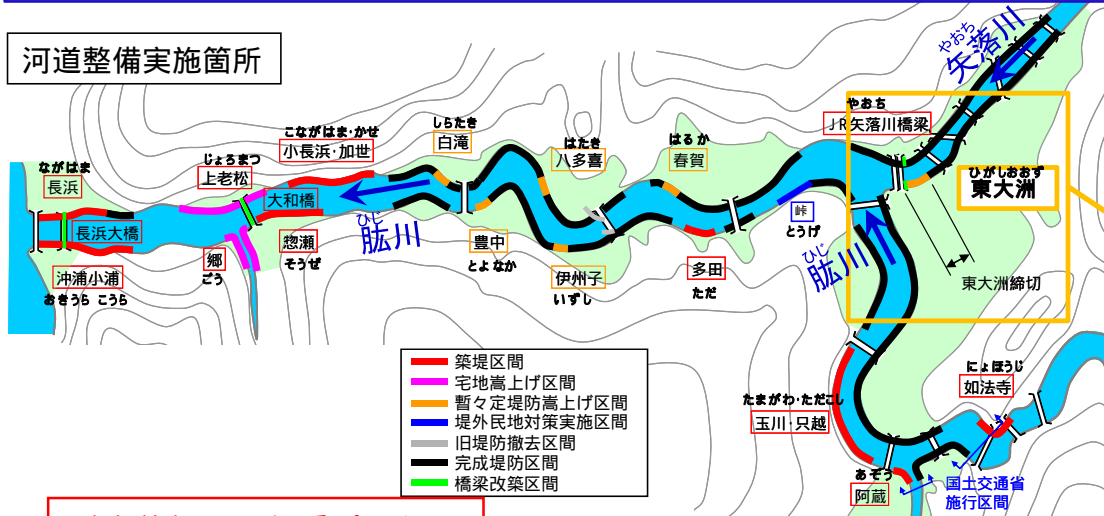 河道整備実施箇所
やおち
矢落川
やおち
JR矢落川橋梁
ひがしおおず
東大洲
東大洲締切
ながはま
長浜
長浜大橋
沖浦小浦
おきうら こうら
じょろまつ
上老松
郷
ごう
こながはま・かせ
小長浜・加世
大和橋
惣瀬
そうぜ
ひじ
肱川
しらたき
白滝
豊中
とよなか
はたき
八多喜
伊州子
いずし
はるか
春賀
多田
ただ
峠
とうげ
ひじ
肱川
たまがわ・ただこし
玉川・只越
あぞう
阿蔵
にょほうじ
如法寺
国土交通省
施行区間
築堤区間
宅地嵩上げ区間
暫々定堤防嵩上げ区間
堤外民地対策実施区間
旧堤防撤去区間
完成堤防区間
橋梁改築区間